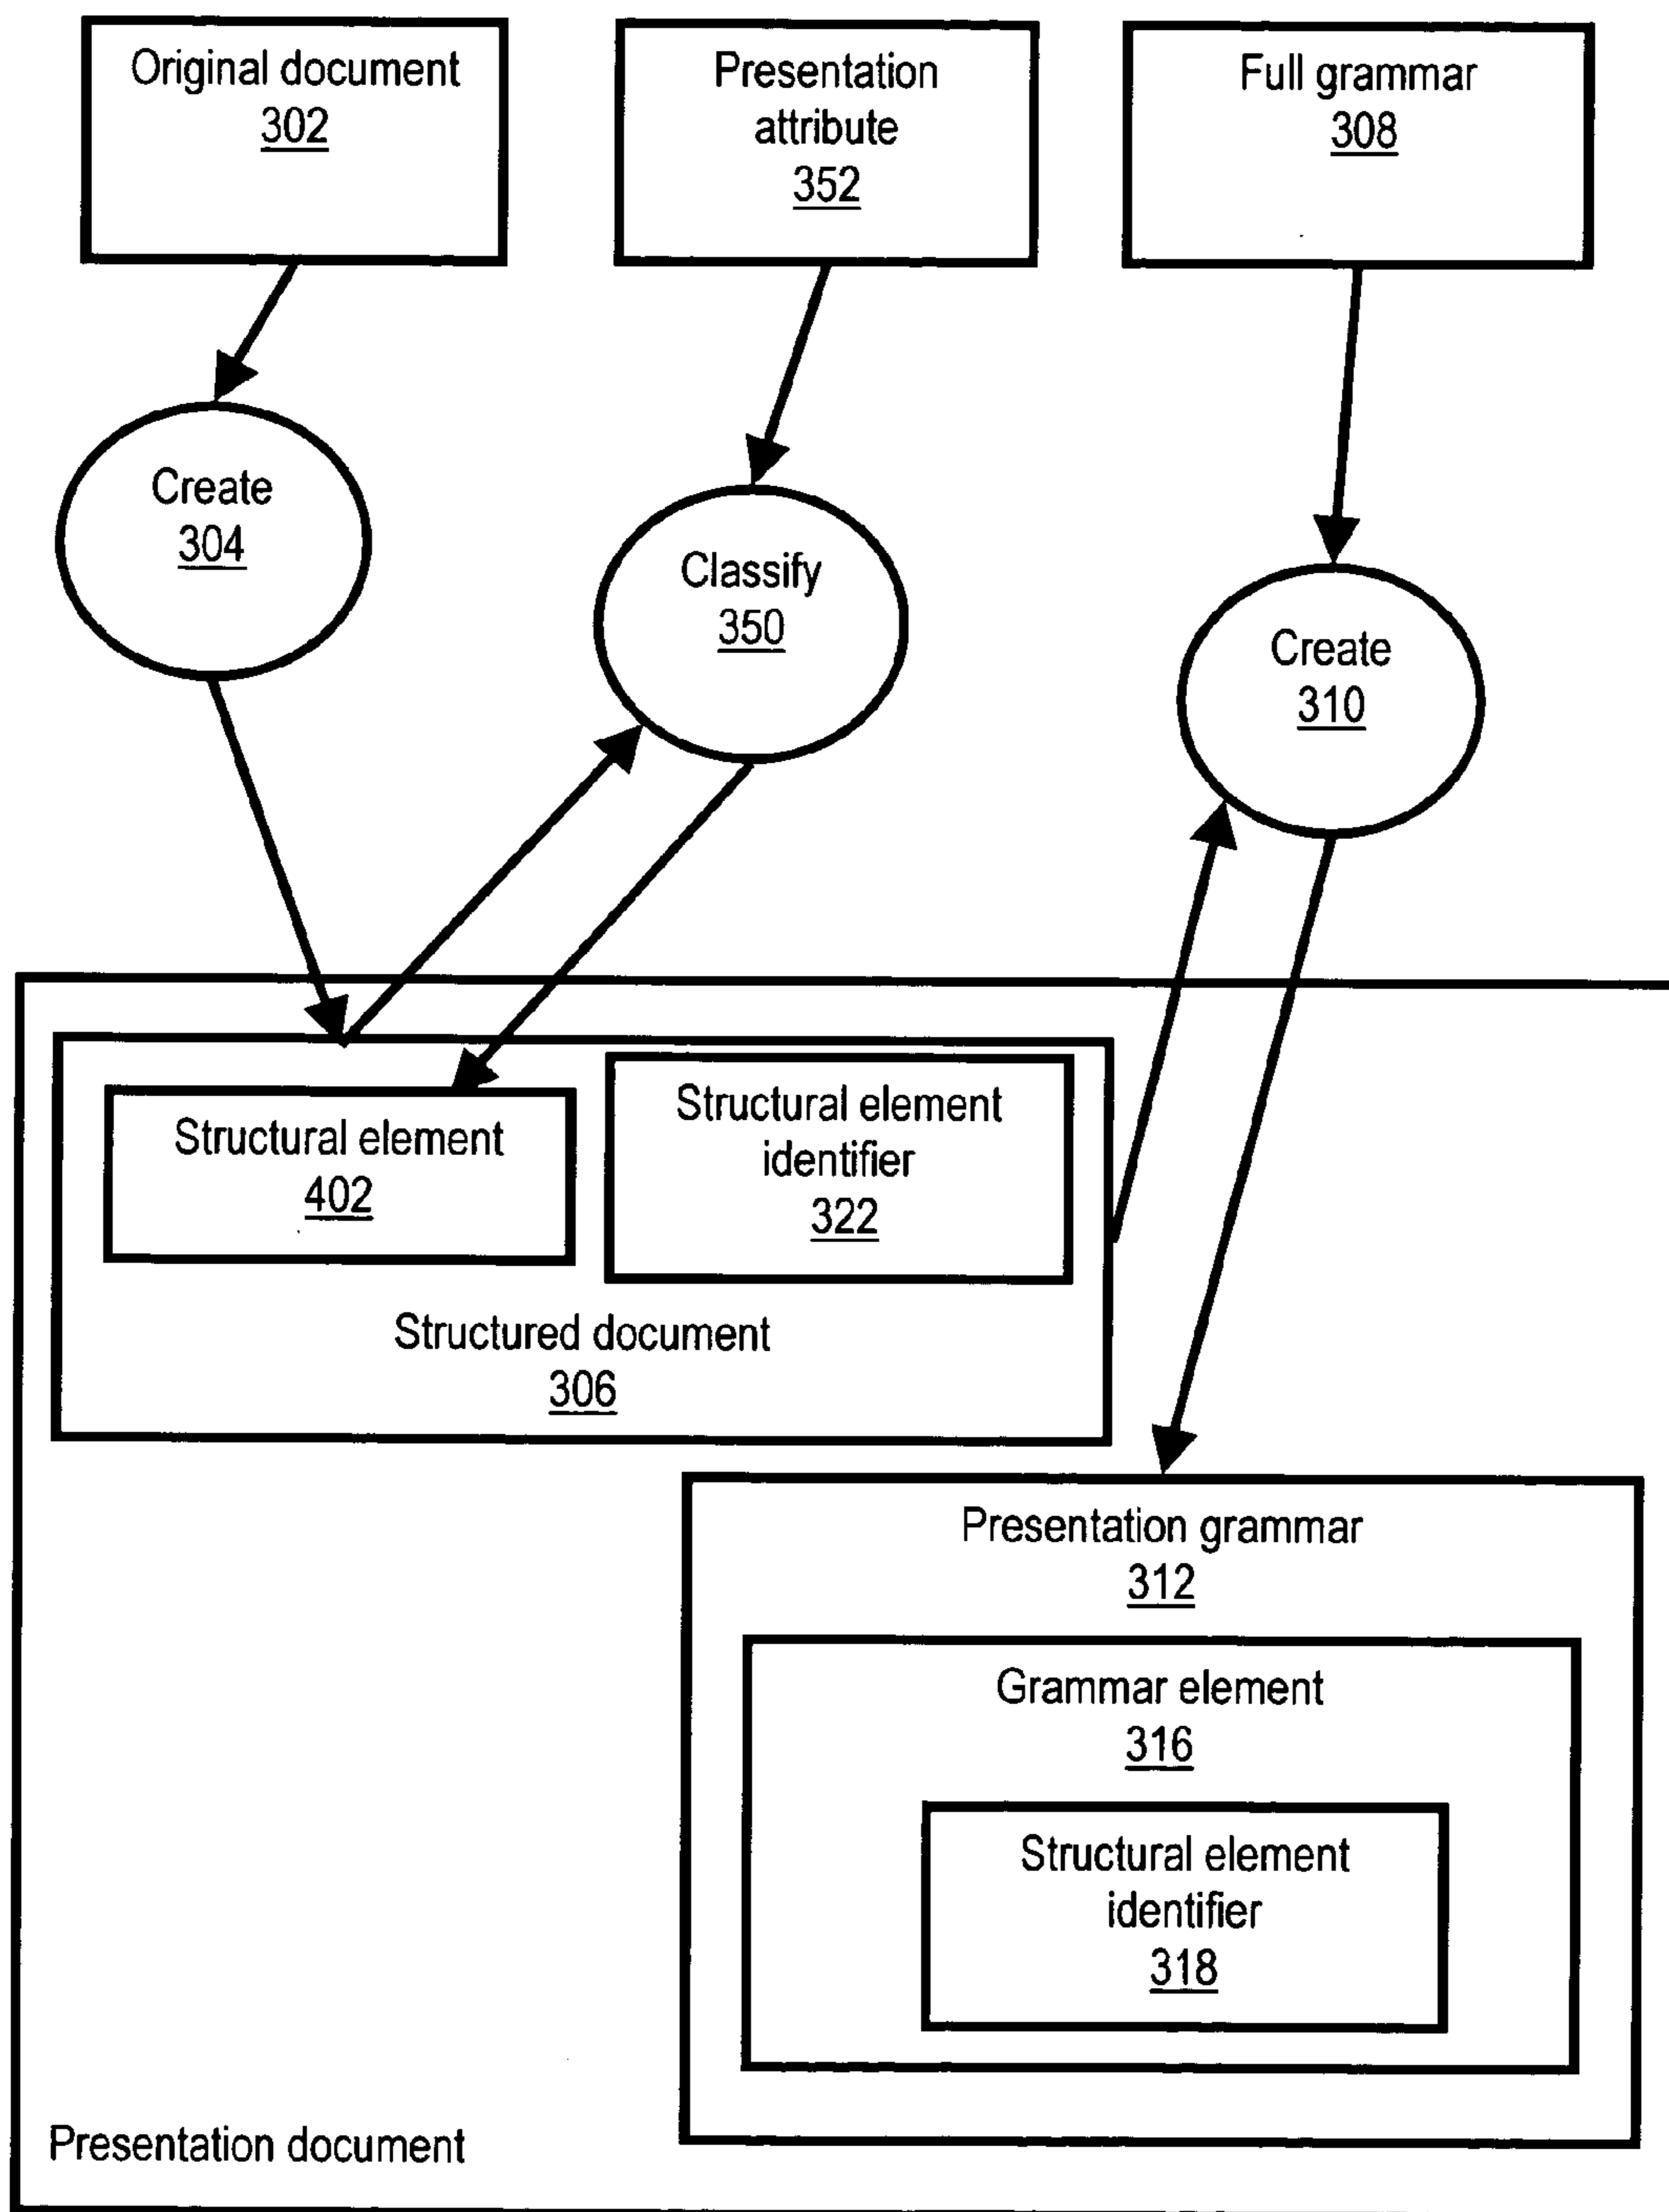 Original document
302
Presentation
attribute
352
Full grammar
308
Create
304
Classify
350
Create
310
Structural element
402
Structural element
identifier
322
Structured document
306
Presentation grammar
312
Grammar element
316
Structural element
identifier
318
Presentation document